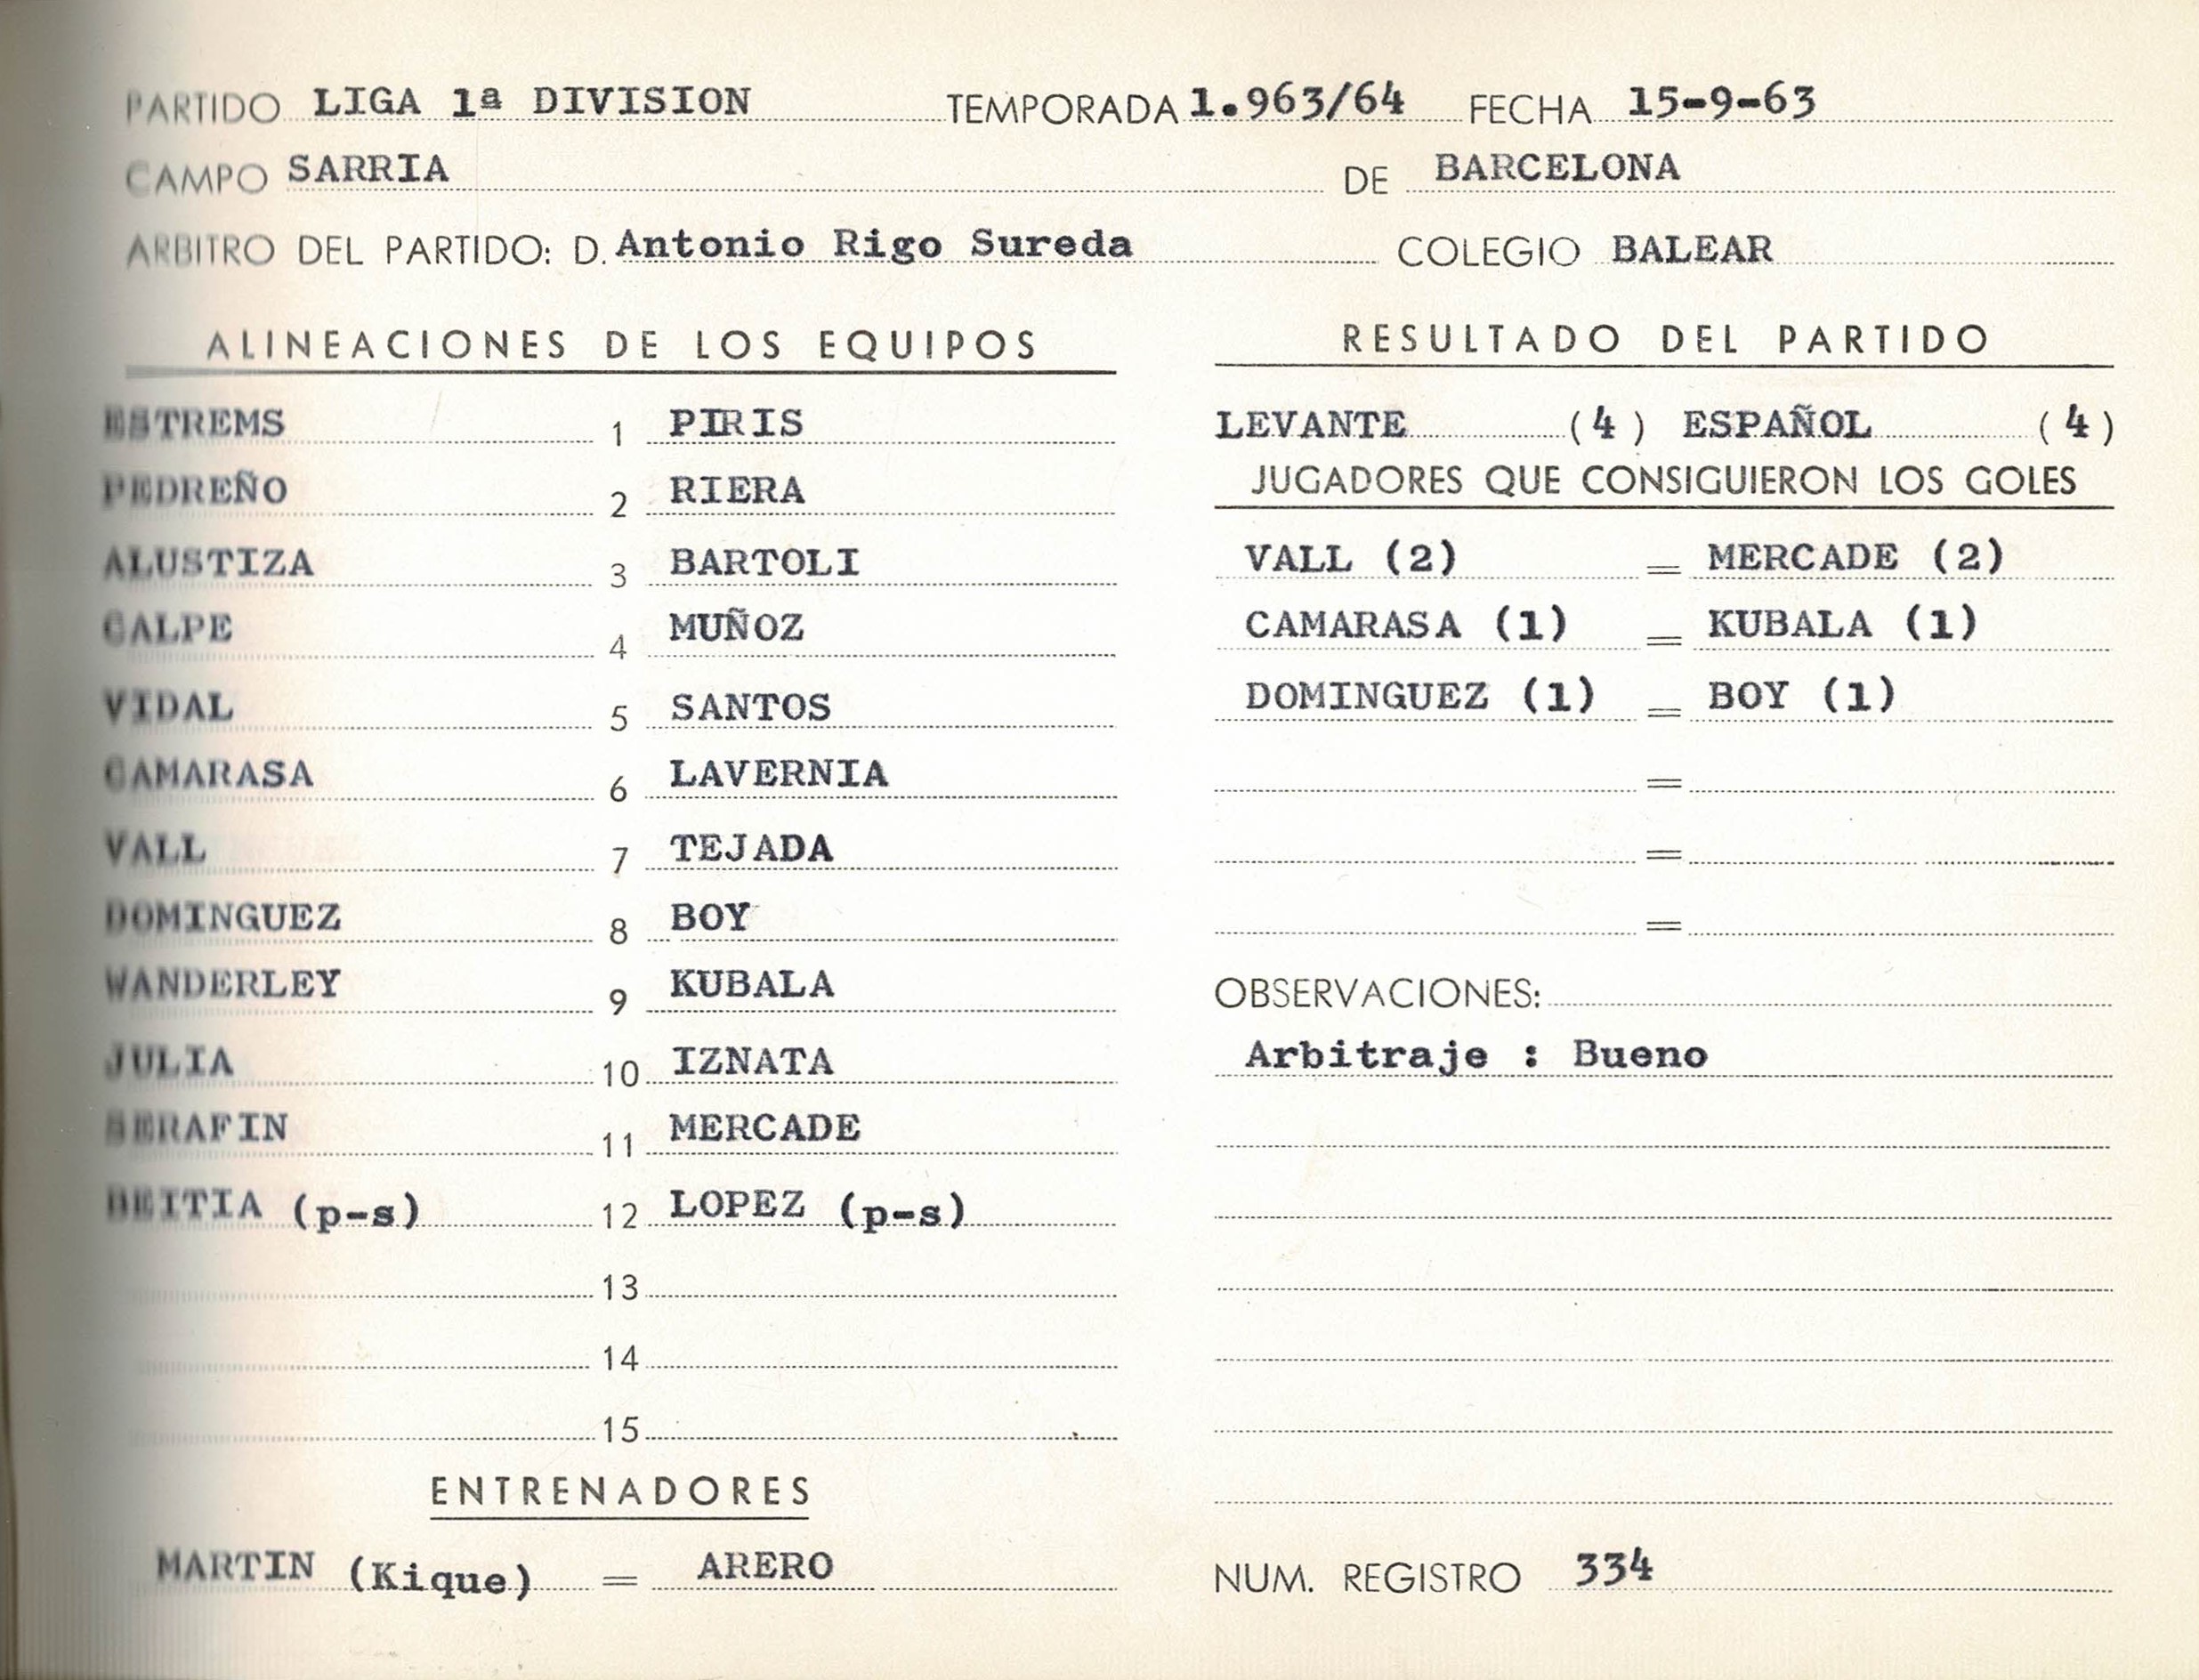 PARTIDO LIGA 1ª DIVISION TEMPORADA 1.963/64 FECHA 15-9-63
CAMPO SARRIA DE BARCELONA
ARBITRO DEL PARTIDO: D. Antonio Rigo Sureda COLEGIO BALEAR
ALINEACIONES DE LOS EQUIPOS
ESTREMS 1 PIRIS
PEDREÑO 2 RIERA
ALUSTIZA 3 BARTOLI
CALPE 4 MUÑOZ
VIDAL 5 SANTOS
CAMARASA 6 LAVERNIA
VALL 7 TEJADA
DOMINGUEZ 8 BOY
WANDERLEY 9 KUBALA
JULIA 10 IZNATA
SERAFIN 11 MERCADE
BEITIA (p-s) 12 LOPEZ (p-s)
13
14
15
ENTRENADORES
MARTIN (Kique) = ARERO
RESULTADO DEL PARTIDO
LEVANTE (4) ESPAÑOL (4)
JUGADORES QUE CONSIGUIERON LOS GOLES
VALL (2) = MERCADE (2)
CAMARASA (1) = KUBALA (1)
DOMINGUEZ (1) = BOY (1)
=
=
=
OBSERVACIONES:
Arbitraje : Bueno
NUM. REGISTRO 334